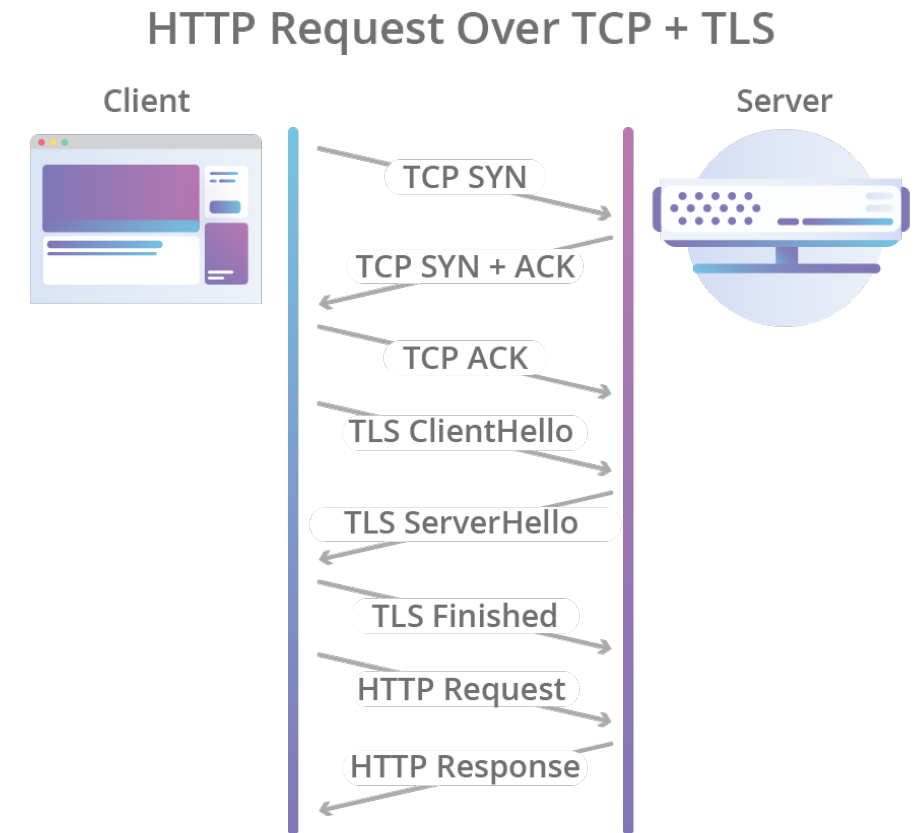 HTTP Request Over TCP + TLS
Client
Server
TCP SYN
TCP SYN + ACK
TCP ACK
TLS ClientHello
TLS ServerHello
TLS Finished
HTTP Request
HTTP Response